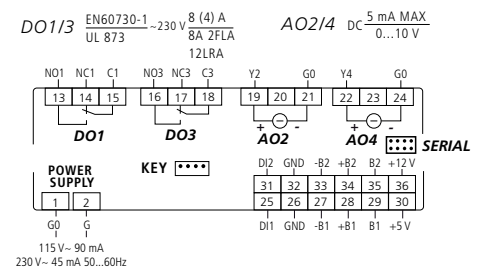 DO1/3 EN60730-1 ~230 V 8 (4) A AO2/4 DC 5 mA MAX
UL 873 8A 2FLA 0...10 V
12LRA
NO1 NC1 C1 NO3 NC3 C3 Y2 G0 Y4 G0
13 14 15 16 17 18 19 20 21 22 23 24
DO1 DO3 + - AO2 + - AO4 SERIAL
POWER SUPPLY KEY DI2 GND -B2 +B2 B2 +12 V
31 32 33 34 35 36
1 2 25 26 27 28 29 30
G0 G DI1 GND -B1 +B1 B1 +5 V
115 V~ 90 mA
230 V~ 45 mA 50...60Hz